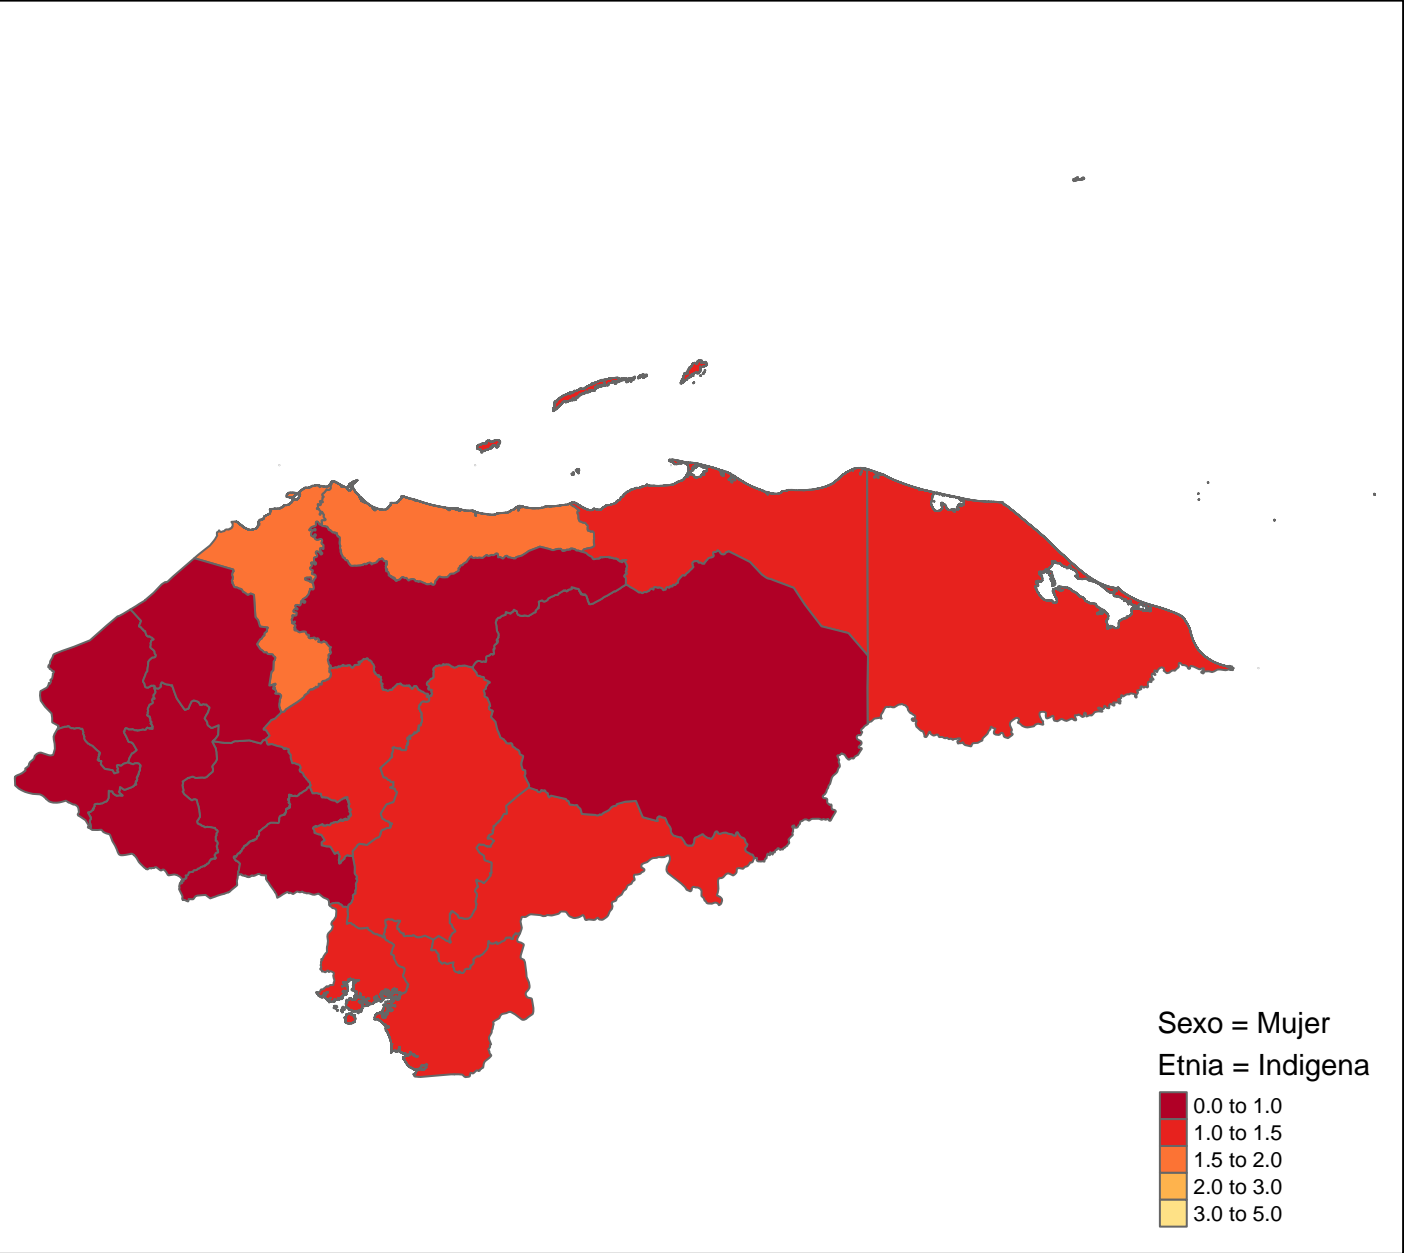 Sexo = Mujer
Etnia = Indigena
0.0 to 1.0
1.0 to 1.5
1.5 to 2.0
2.0 to 3.0
3.0 to 5.0